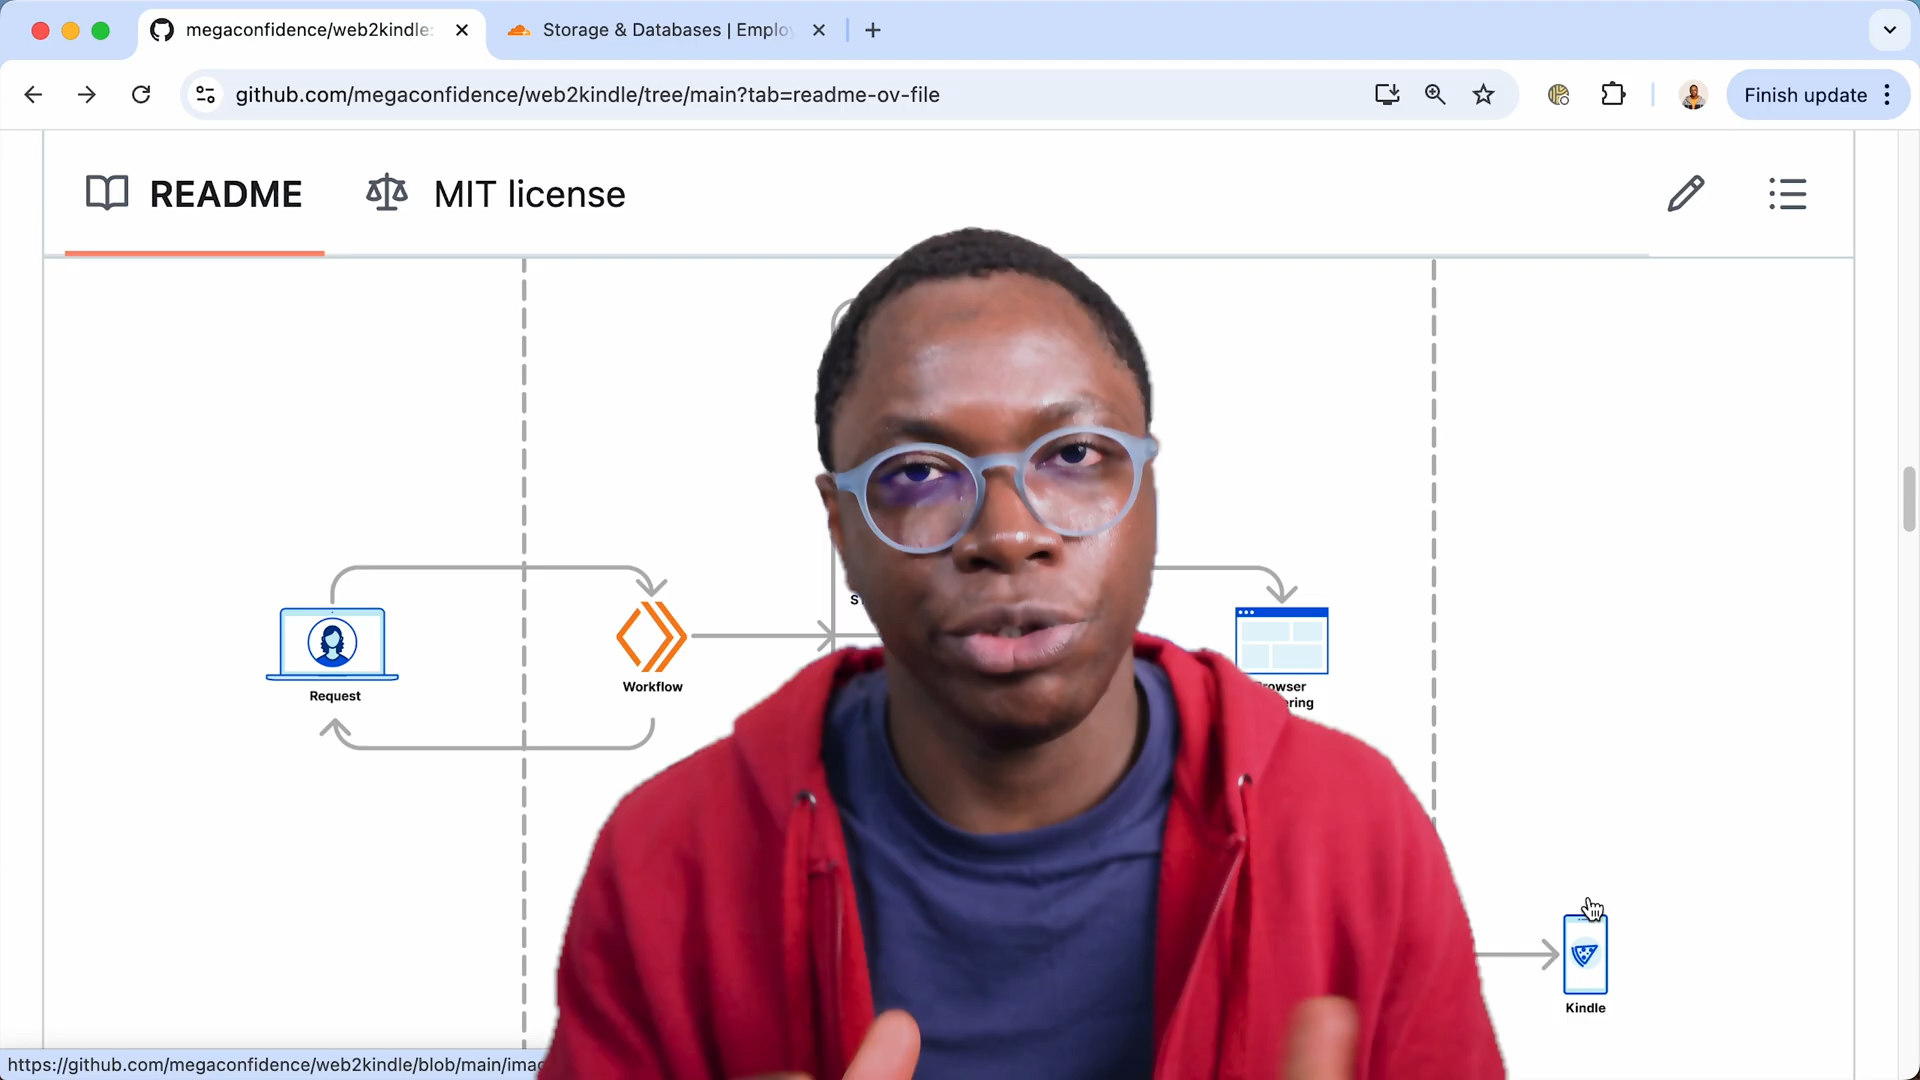 megaconfidence/web2kindle:
Storage & Databases | Emplo
github.com/megaconfidence/web2kindle/tree/main?tab=readme-ov-file
Finish update
README
MIT license
Request
Workflow
Kindle
https://github.com/megaconfidence/web2kindle/blob/main/imag